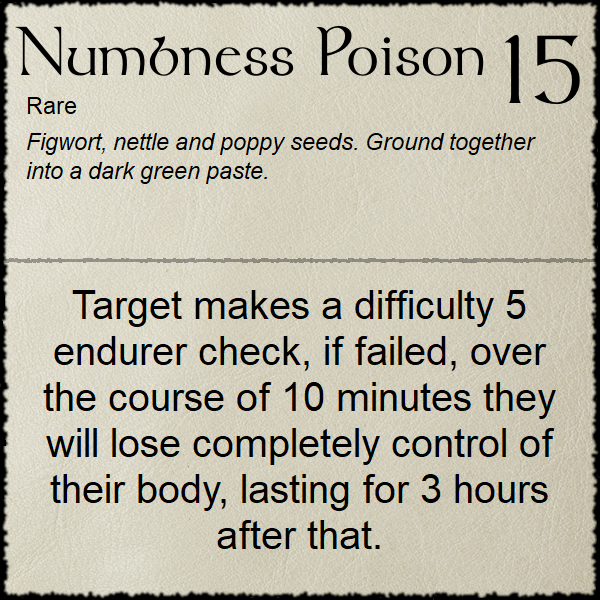 Numbness Poison 15
Rare
Figwort, nettle and poppy seeds. Ground together
into a dark green paste.
Target makes a difficulty 5
endurer check, if failed, over
the course of 10 minutes they
will lose completely control of
their body, lasting for 3 hours
after that.